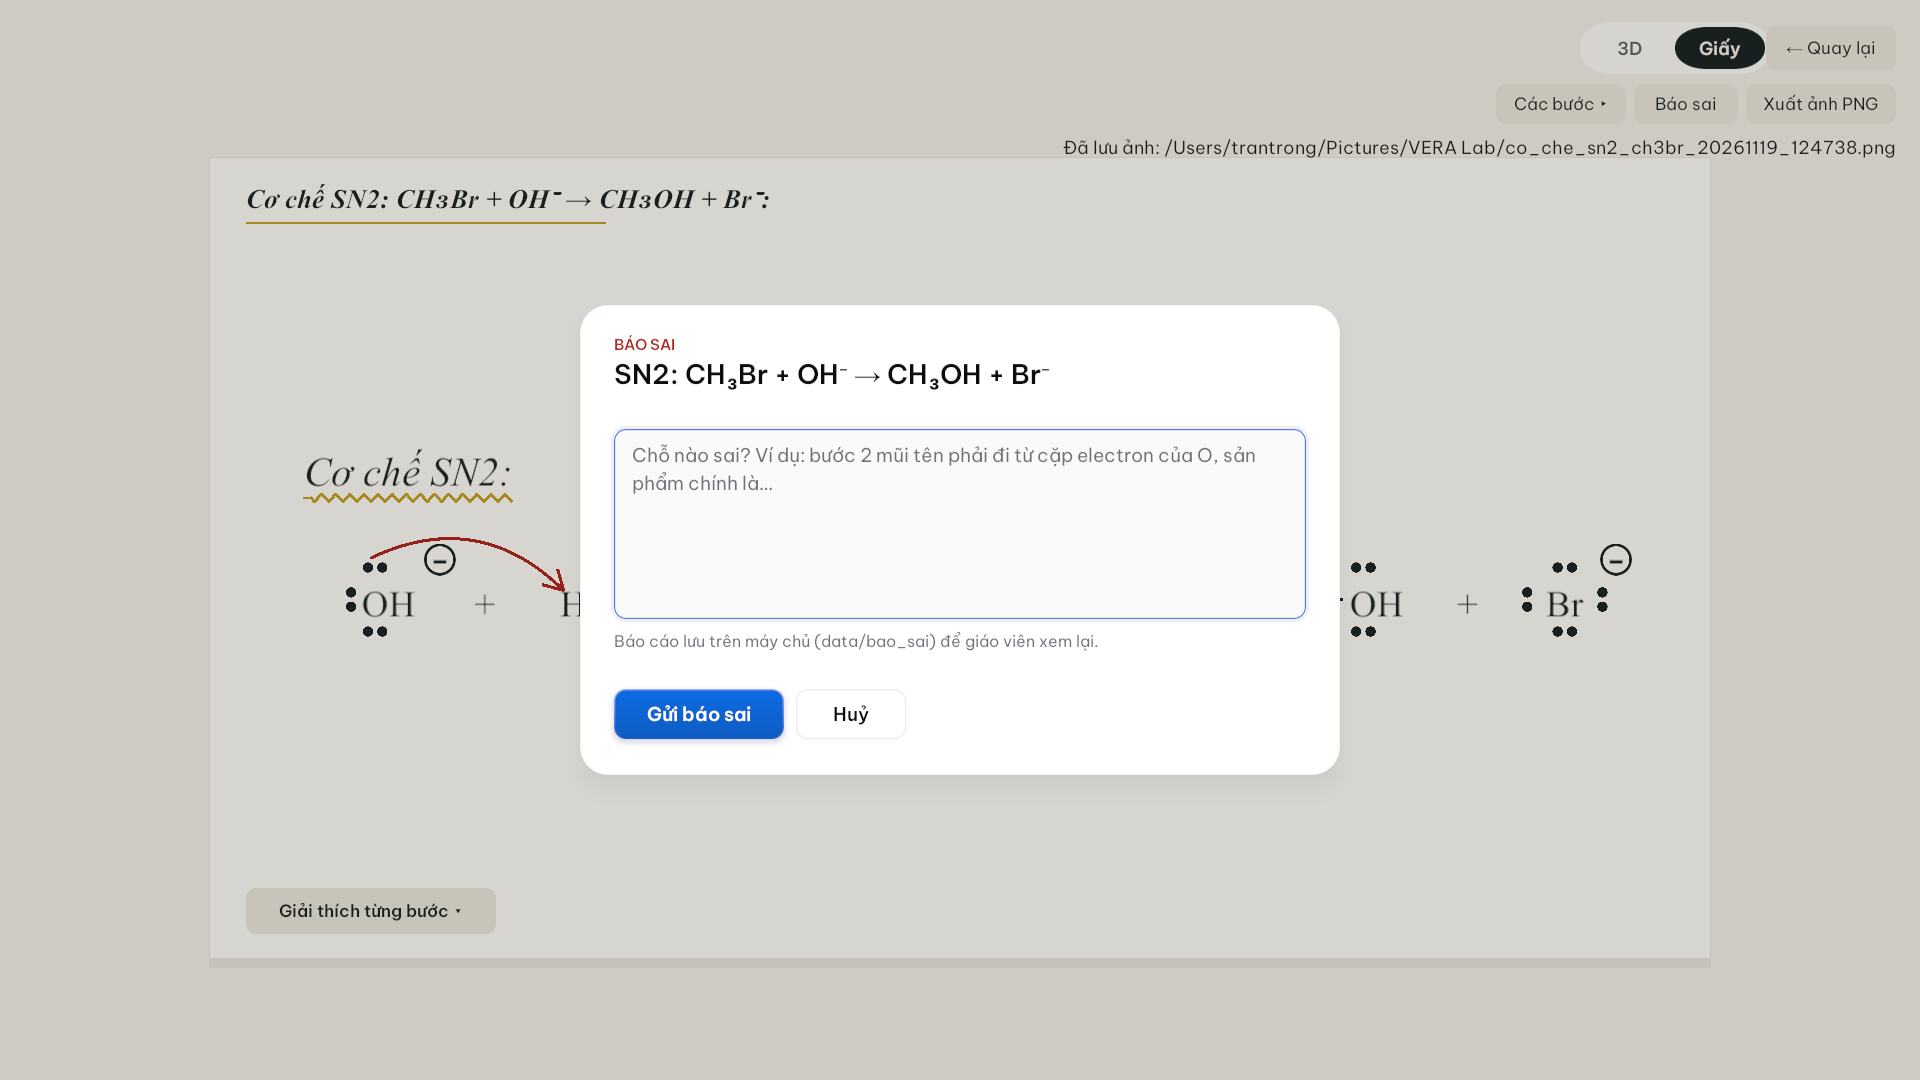 3D
Giấy
← Quay lại
Các bước ▸
Báo sai
Xuất ảnh PNG
Đã lưu ảnh: /Users/trantrong/Pictures/VERA Lab/co_che_sn2_ch3br_20261119_124738.png
Cơ chế SN2: CH₃Br + OH⁻ → CH₃OH + Br⁻:
BÁO SAI
SN2: CH₃Br + OH⁻ → CH₃OH + Br⁻
Chỗ nào sai? Ví dụ: bước 2 mũi tên phải đi từ cặp electron của O, sản
phẩm chính là...
Cơ chế SN2:
OH − + H
OH + Br −
Báo cáo lưu trên máy chủ (data/bao_sai) để giáo viên xem lại.
Gửi báo sai
Huỷ
Giải thích từng bước ▾